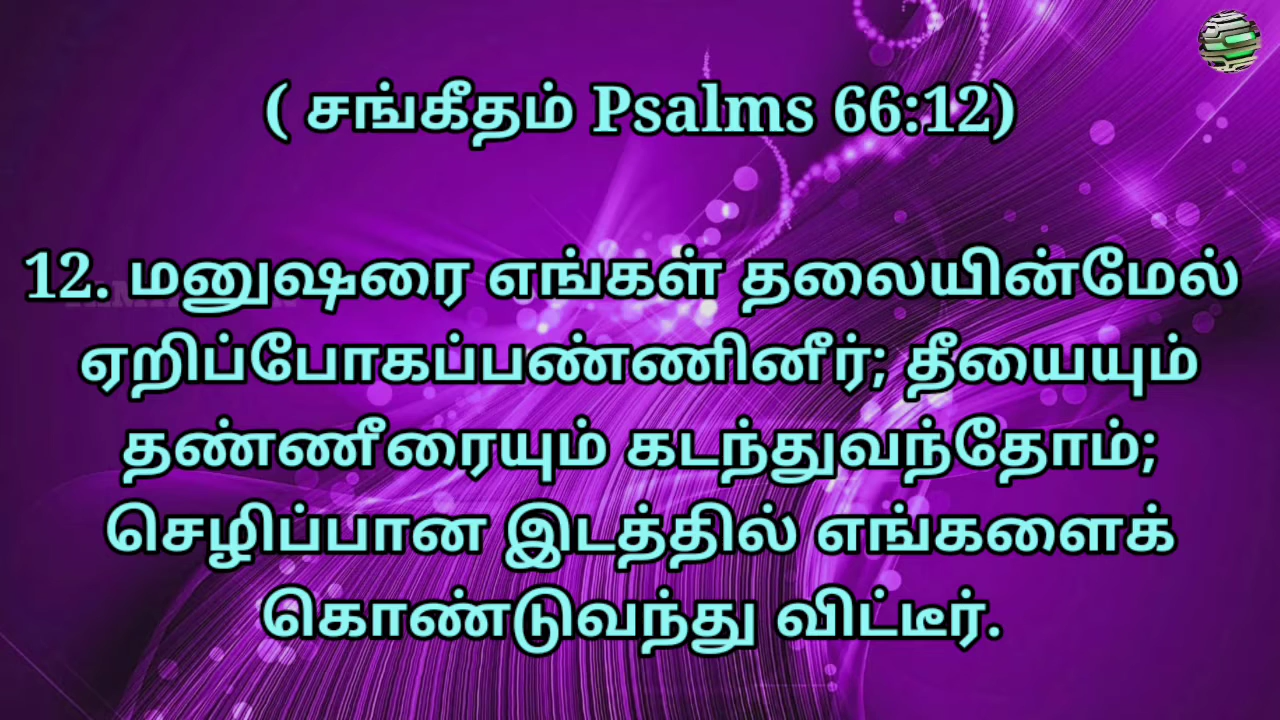 ( சங்கீதம் Psalms 66:12)
12. மனுஷரை எங்கள் தலையின்மேல்
ஏறிப்போகப்பண்ணினீர்; தீயையும்
தண்ணீரையும் கடந்துவந்தோம்;
செழிப்பான இடத்தில் எங்களைக்
கொண்டுவந்து விட்டீர்.